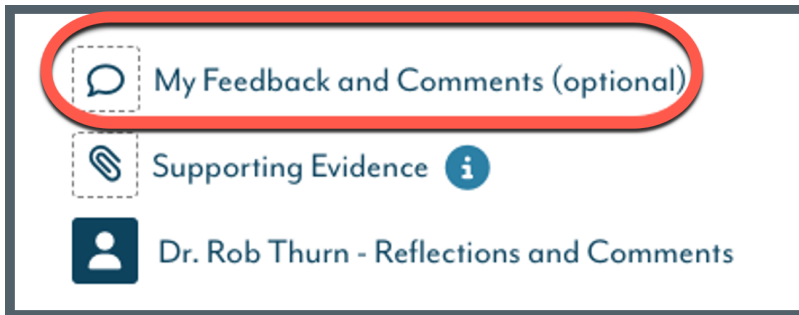 My Feedback and Comments (optional)
Supporting Evidence i
Dr. Rob Thurn - Reflections and Comments